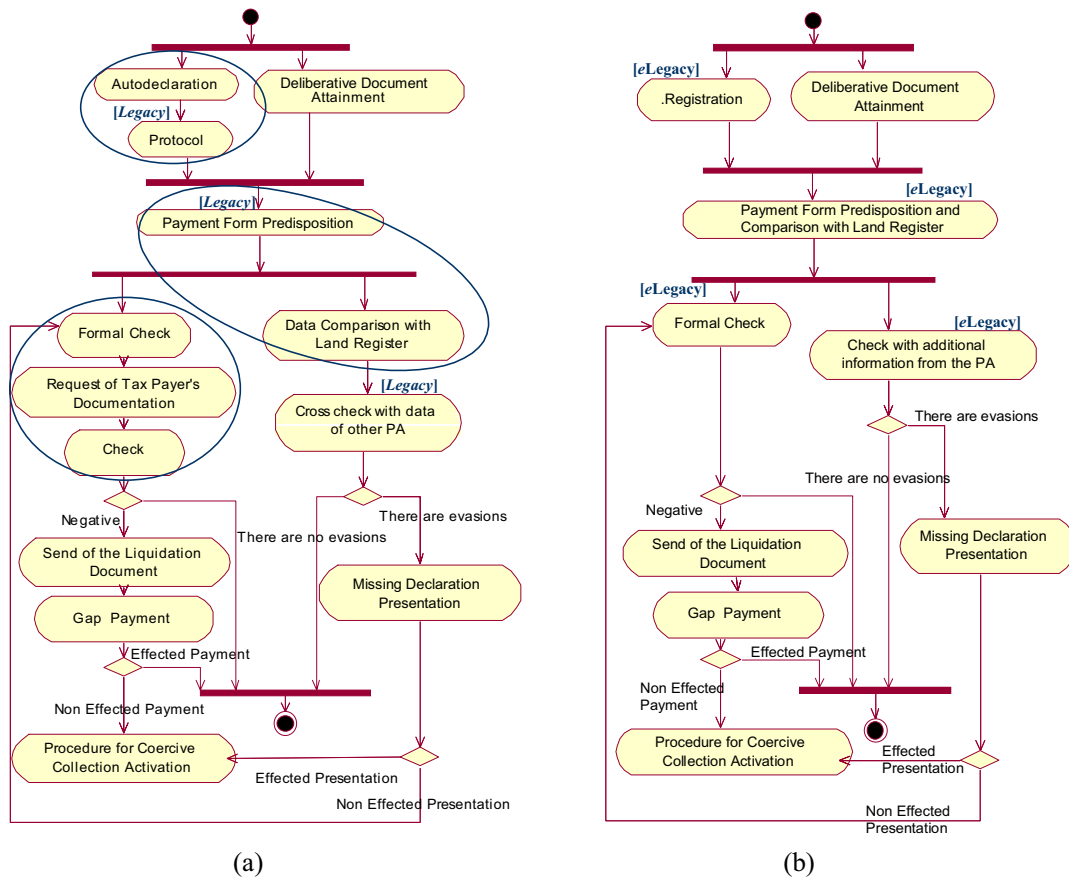 Autodeclaration
[Legacy]
Protocol
Deliberative Document
Attainment
[Legacy]
Payment Form Predisposition
Formal Check
Request of Tax Payer's
Documentation
Check
Data Comparison with
Land Register
[Legacy]
Cross check with data
of other PA
Negative
There are no evasions
There are evasions
Send of the Liquidation
Document
Missing Declaration
Presentation
Gap Payment
Effected Payment
Non Effected Payment
Procedure for Coercive
Collection Activation
Effected Presentation
Non Effected Presentation
(a)
[eLegacy]
.Registration
Deliberative Document
Attainment
[eLegacy]
Payment Form Predisposition and
Comparison with Land Register
[eLegacy]
Formal Check
[eLegacy]
Check with additional
information from the PA
There are evasions
There are no evasions
Negative
Send of the Liquidation
Document
Missing Declaration
Presentation
Gap Payment
Effected Payment
Non Effected
Payment
Procedure for Coercive
Collection Activation
Effected
Presentation
Non Effected
Presentation
(b)